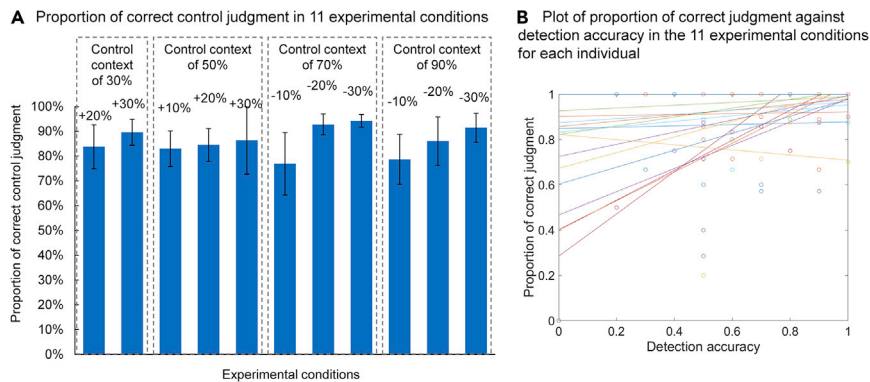 A Proportion of correct control judgment in 11 experimental conditions
Control
context
of 30%
Control context
of 50%
Control context
of 70%
Control context
of 90%
+20%
+30%
+10%
+20%
+30%
-10%
-20%
-30%
-10%
-20%
-30%
Proportion of correct control judgment
100%
90%
80%
70%
60%
50%
40%
30%
20%
10%
0%
Experimental conditions
B Plot of proportion of correct judgment against
detection accuracy in the 11 experimental conditions
for each individual
Proportion of correct judgment
1
0.8
0.6
0.4
0.2
0
0
0.2
0.4
0.6
0.8
1
Detection accuracy